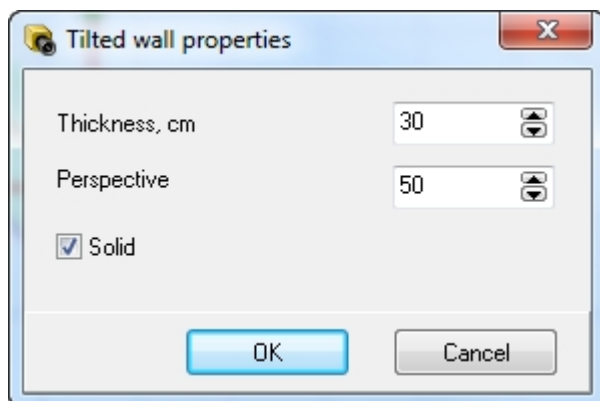 Tilted wall properties
Thickness, cm 30
Perspective 50
Solid
OK Cancel